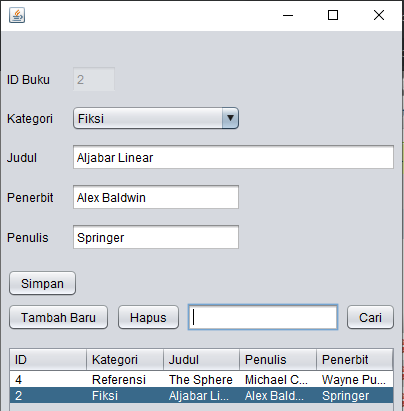 ID Buku 2
Kategori Fiksi
Judul Aljabar Linear
Penerbit Alex Baldwin
Penulis Springer
Simpan
Tambah Baru Hapus Cari
ID Kategori Judul Penulis Penerbit
4 Referensi The Sphere Michael C... Wayne Pu...
2 Fiksi Aljabar Li... Alex Bald... Springer